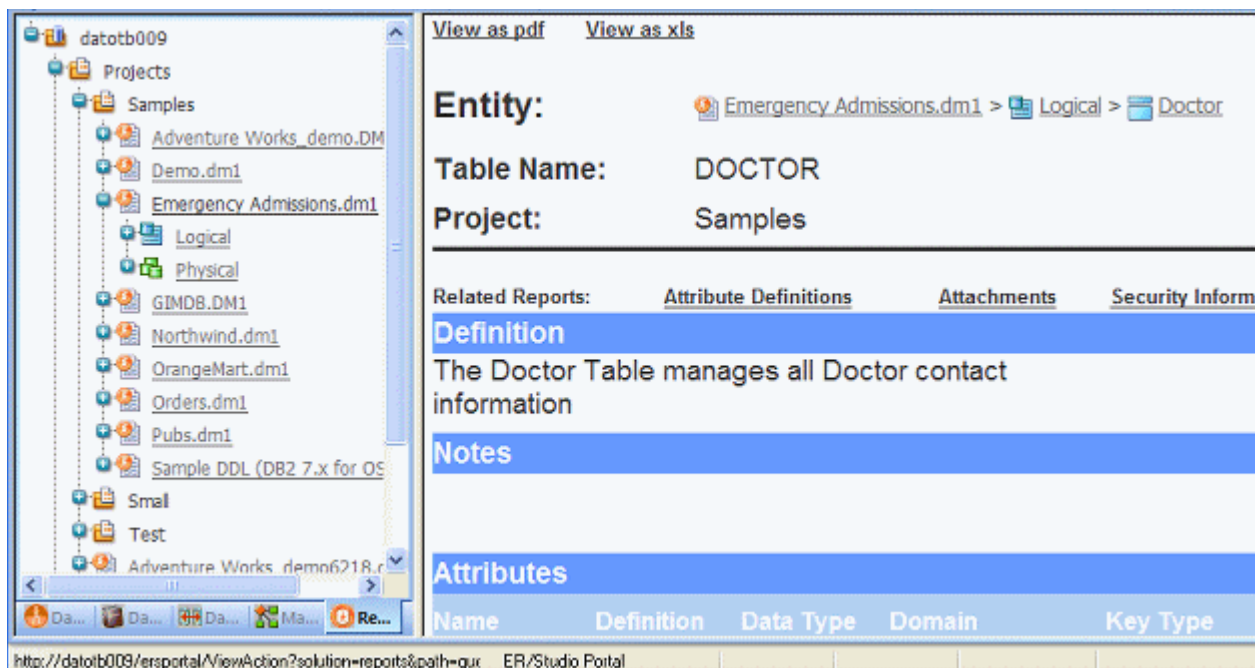 datotb009
Projects
Samples
Adventure Works_demo.DM
Demo.dm1
Emergency Admissions.dm1
Logical
Physical
GIMDB.DM1
Northwind.dm1
OrangeMart.dm1
Orders.dm1
Pubs.dm1
Sample DDL (DB2 7.x for OS
Small
Test
Adventure Works_demo6218.
Da... Da... Da... Ma... Re...
View as pdf View as xls
Entity: Emergency Admissions.dm1 > Logical > Doctor
Table Name: DOCTOR
Project: Samples
Related Reports: Attribute Definitions Attachments Security Inform
Definition
The Doctor Table manages all Doctor contact
information
Notes
Attributes
Name Definition Data Type Domain Key Type
http://datotb009/ersportal/ViewAction?solution=reports&path=que ER/Studio Portal